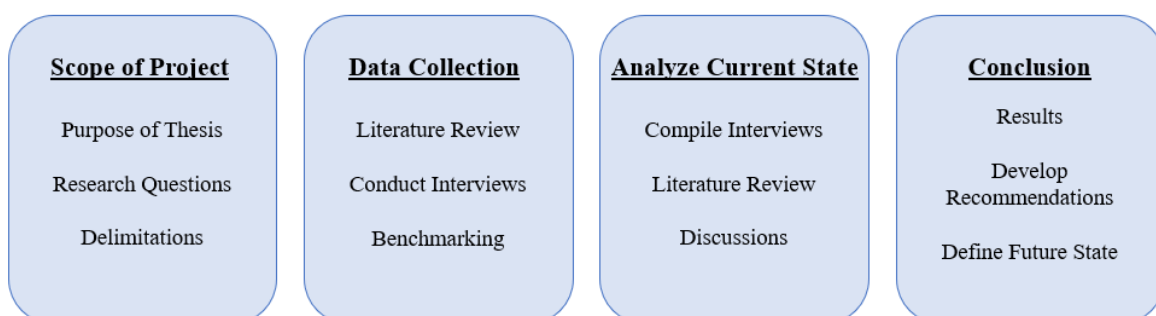 Scope of Project
Purpose of Thesis
Research Questions
Delimitations
Data Collection
Literature Review
Conduct Interviews
Benchmarking
Analyze Current State
Compile Interviews
Literature Review
Discussions
Conclusion
Results
Develop
Recommendations
Define Future State